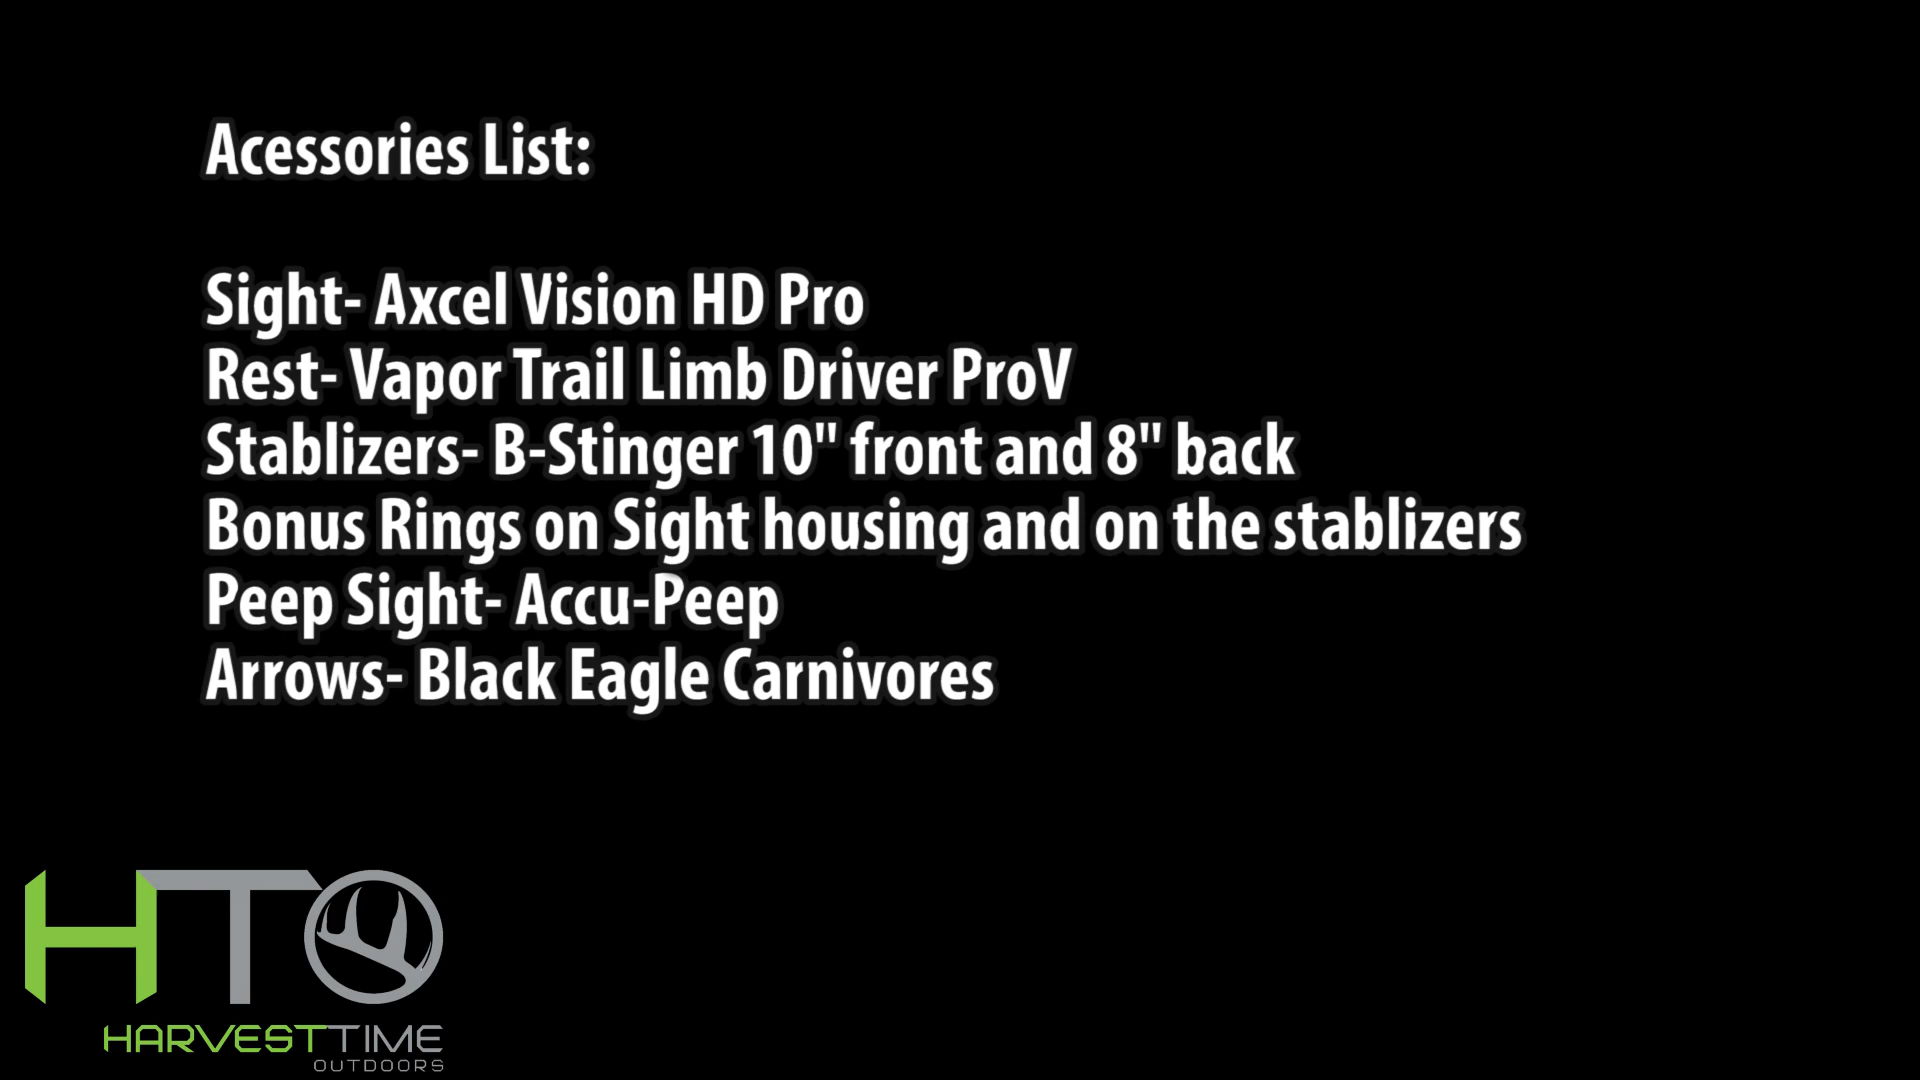 Acessories List:
Sight- Axcel Vision HD Pro
Rest- Vapor Trail Limb Driver ProV
Stablizers- B-Stinger 10" front and 8" back
Bonus Rings on Sight housing and on the stablizers
Peep Sight- Accu-Peep
Arrows- Black Eagle Carnivores
HTO
HARVESTTIME
OUTDOORS